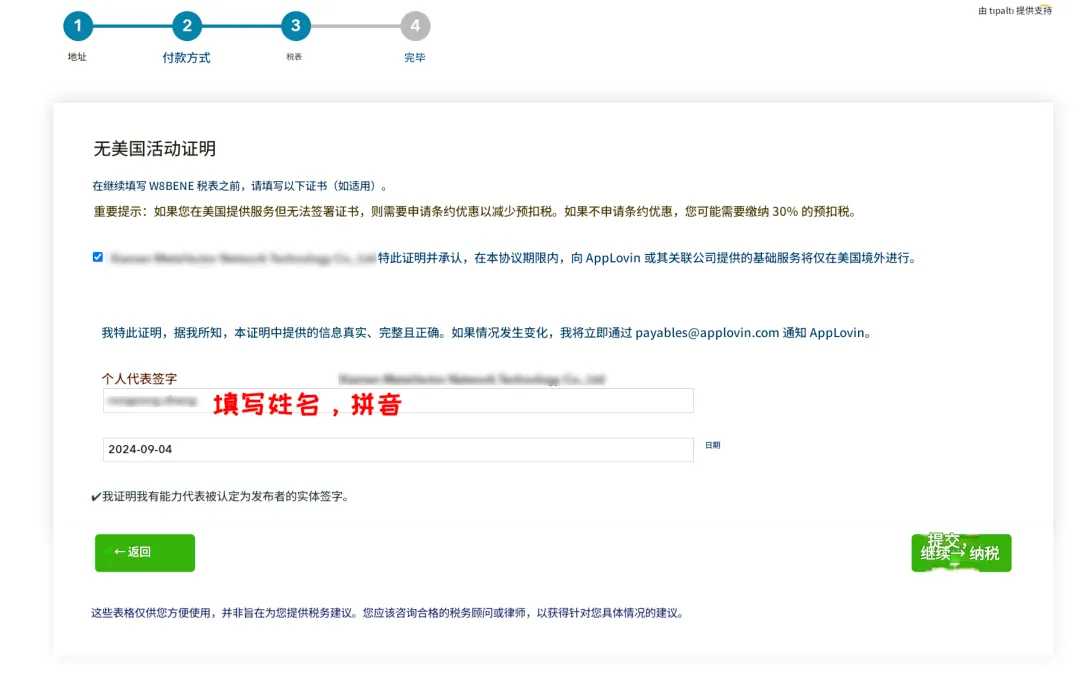 由 tipalti 提供支持
1 2 3 4
地址 付款方式 税表 完毕
无美国活动证明
在继续填写 W8BENE 税表之前，请填写以下证书（如适用）。
重要提示：如果您在美国提供服务但无法签署证书，则需要申请条约优惠以减少预扣税。如果不申请条约优惠，您可能需要缴纳 30% 的预扣税。
特此证明并承认，在本协议期限内，向 AppLovin 或其关联公司提供的基础服务将仅在美国境外进行。
我特此证明，据我所知，本证明中提供的信息真实、完整且正确。如果情况发生变化，我将立即通过 payables@applovin.com 通知 AppLovin。
个人代表签字
填写姓名，拼音
2024-09-04 日期
✔我证明我有能力代表被认定为发布者的实体签字。
←返回
提交，
继续→ 纳税
这些表格仅供您方便使用，并非旨在为您提供税务建议。您应该咨询合格的税务顾问或律师，以获得针对您具体情况的建议。